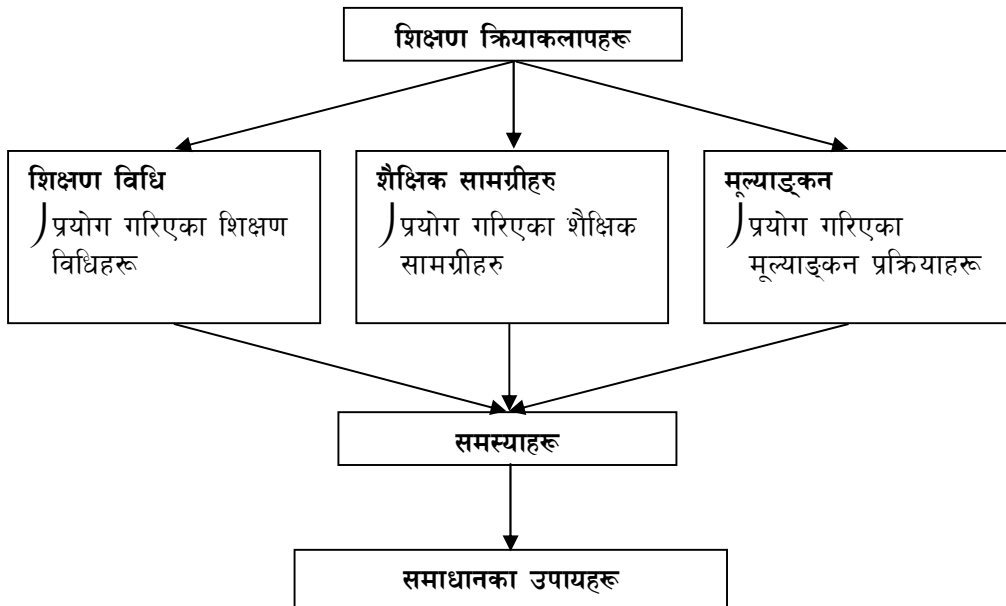 शिक्षण क्रियाकलापहरू
शिक्षण विधि
प्रयोग गरिएका शिक्षण
विधिहरू
शैक्षिक सामग्रीहरु
प्रयोग गरिएका शैक्षिक
सामग्रीहरु
मूल्याङ्कन
प्रयोग गरिएका
मूल्याङ्कन प्रक्रियाहरू
समस्याहरू
समाधानका उपायहरू